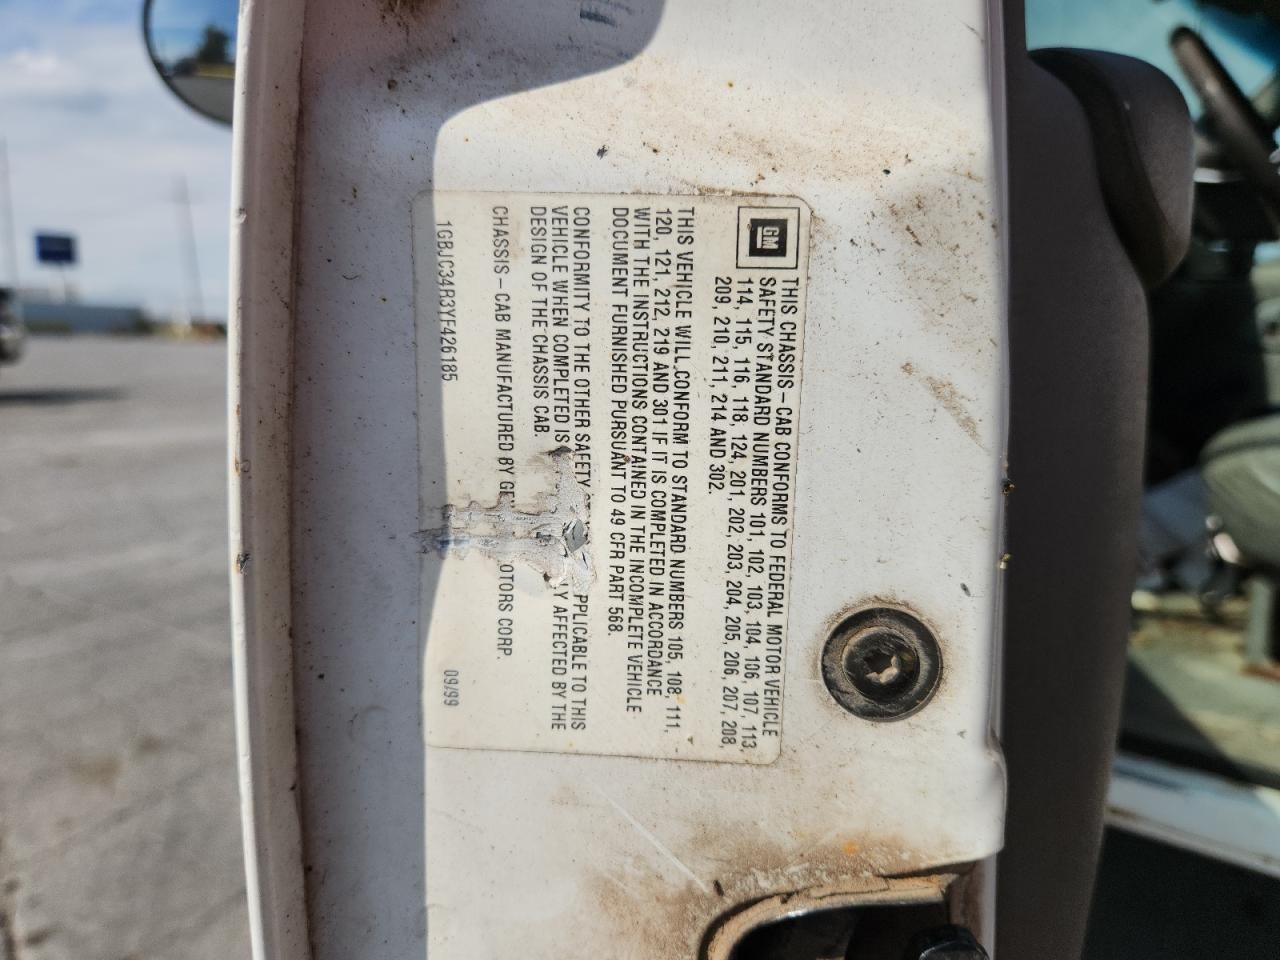 GM
THIS CHASSIS-CAB CONFORMS TO FEDERAL MOTOR VEHICLE
SAFETY STANDARD NUMBERS 101, 102, 103, 104, 106, 107, 113,
114, 115, 116, 118, 124, 201, 202, 203, 204, 205, 206, 207, 208,
209, 210, 211, 214 AND 302.
THIS VEHICLE WILL CONFORM TO STANDARD NUMBERS 105, 108, 111,
120, 121, 212, 219 AND 301 IF IT IS COMPLETED IN ACCORDANCE
WITH THE INSTRUCTIONS CONTAINED IN THE INCOMPLETE VEHICLE
DOCUMENT FURNISHED PURSUANT TO 49 CFR PART 568.
CONFORMITY TO THE OTHER SAFETY APPLICABLE TO THIS
VEHICLE WHEN COMPLETED IS AFFECTED BY THE
DESIGN OF THE CHASSIS CAB.
CHASSIS-CAB MANUFACTURED BY MOTORS CORP.
1GBJC34R3YF426185 09/99